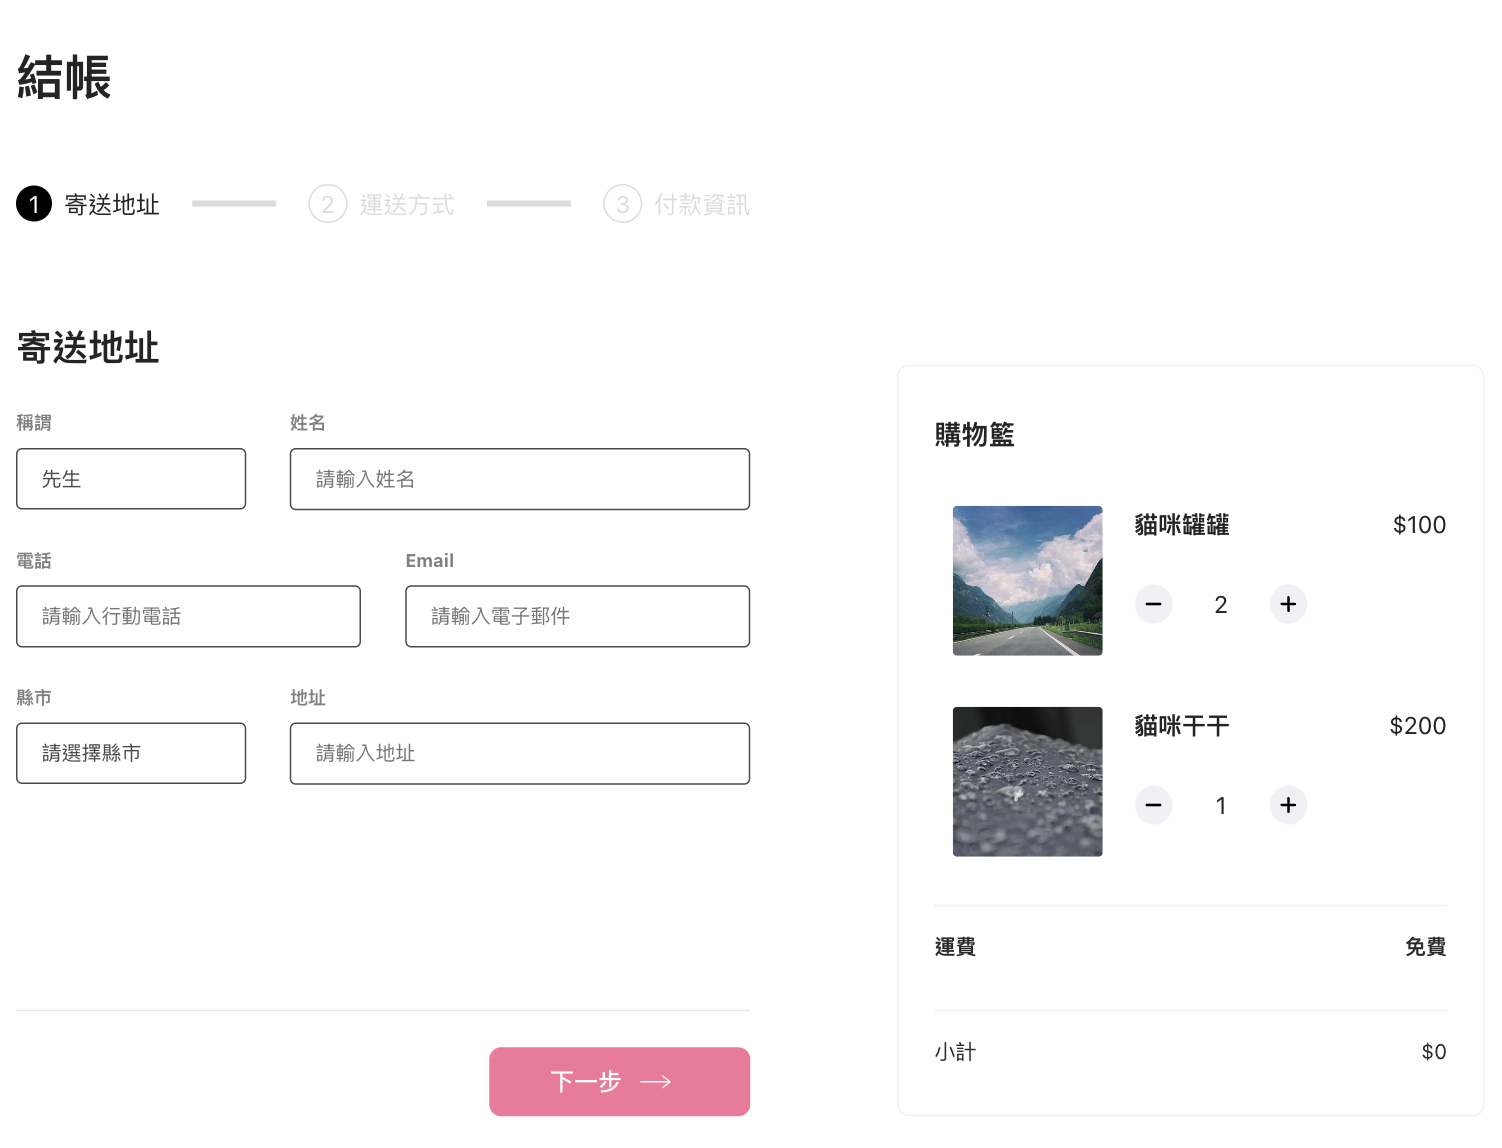 結帳
1 寄送地址 2 運送方式 3 付款資訊
寄送地址
稱謂 姓名
先生 請輸入姓名
電話 Email
請輸入行動電話 請輸入電子郵件
縣市 地址
請選擇縣市 請輸入地址
下一步
購物籃
貓咪罐罐 $100
2
貓咪干干 $200
1
運費 免費
小計 $0